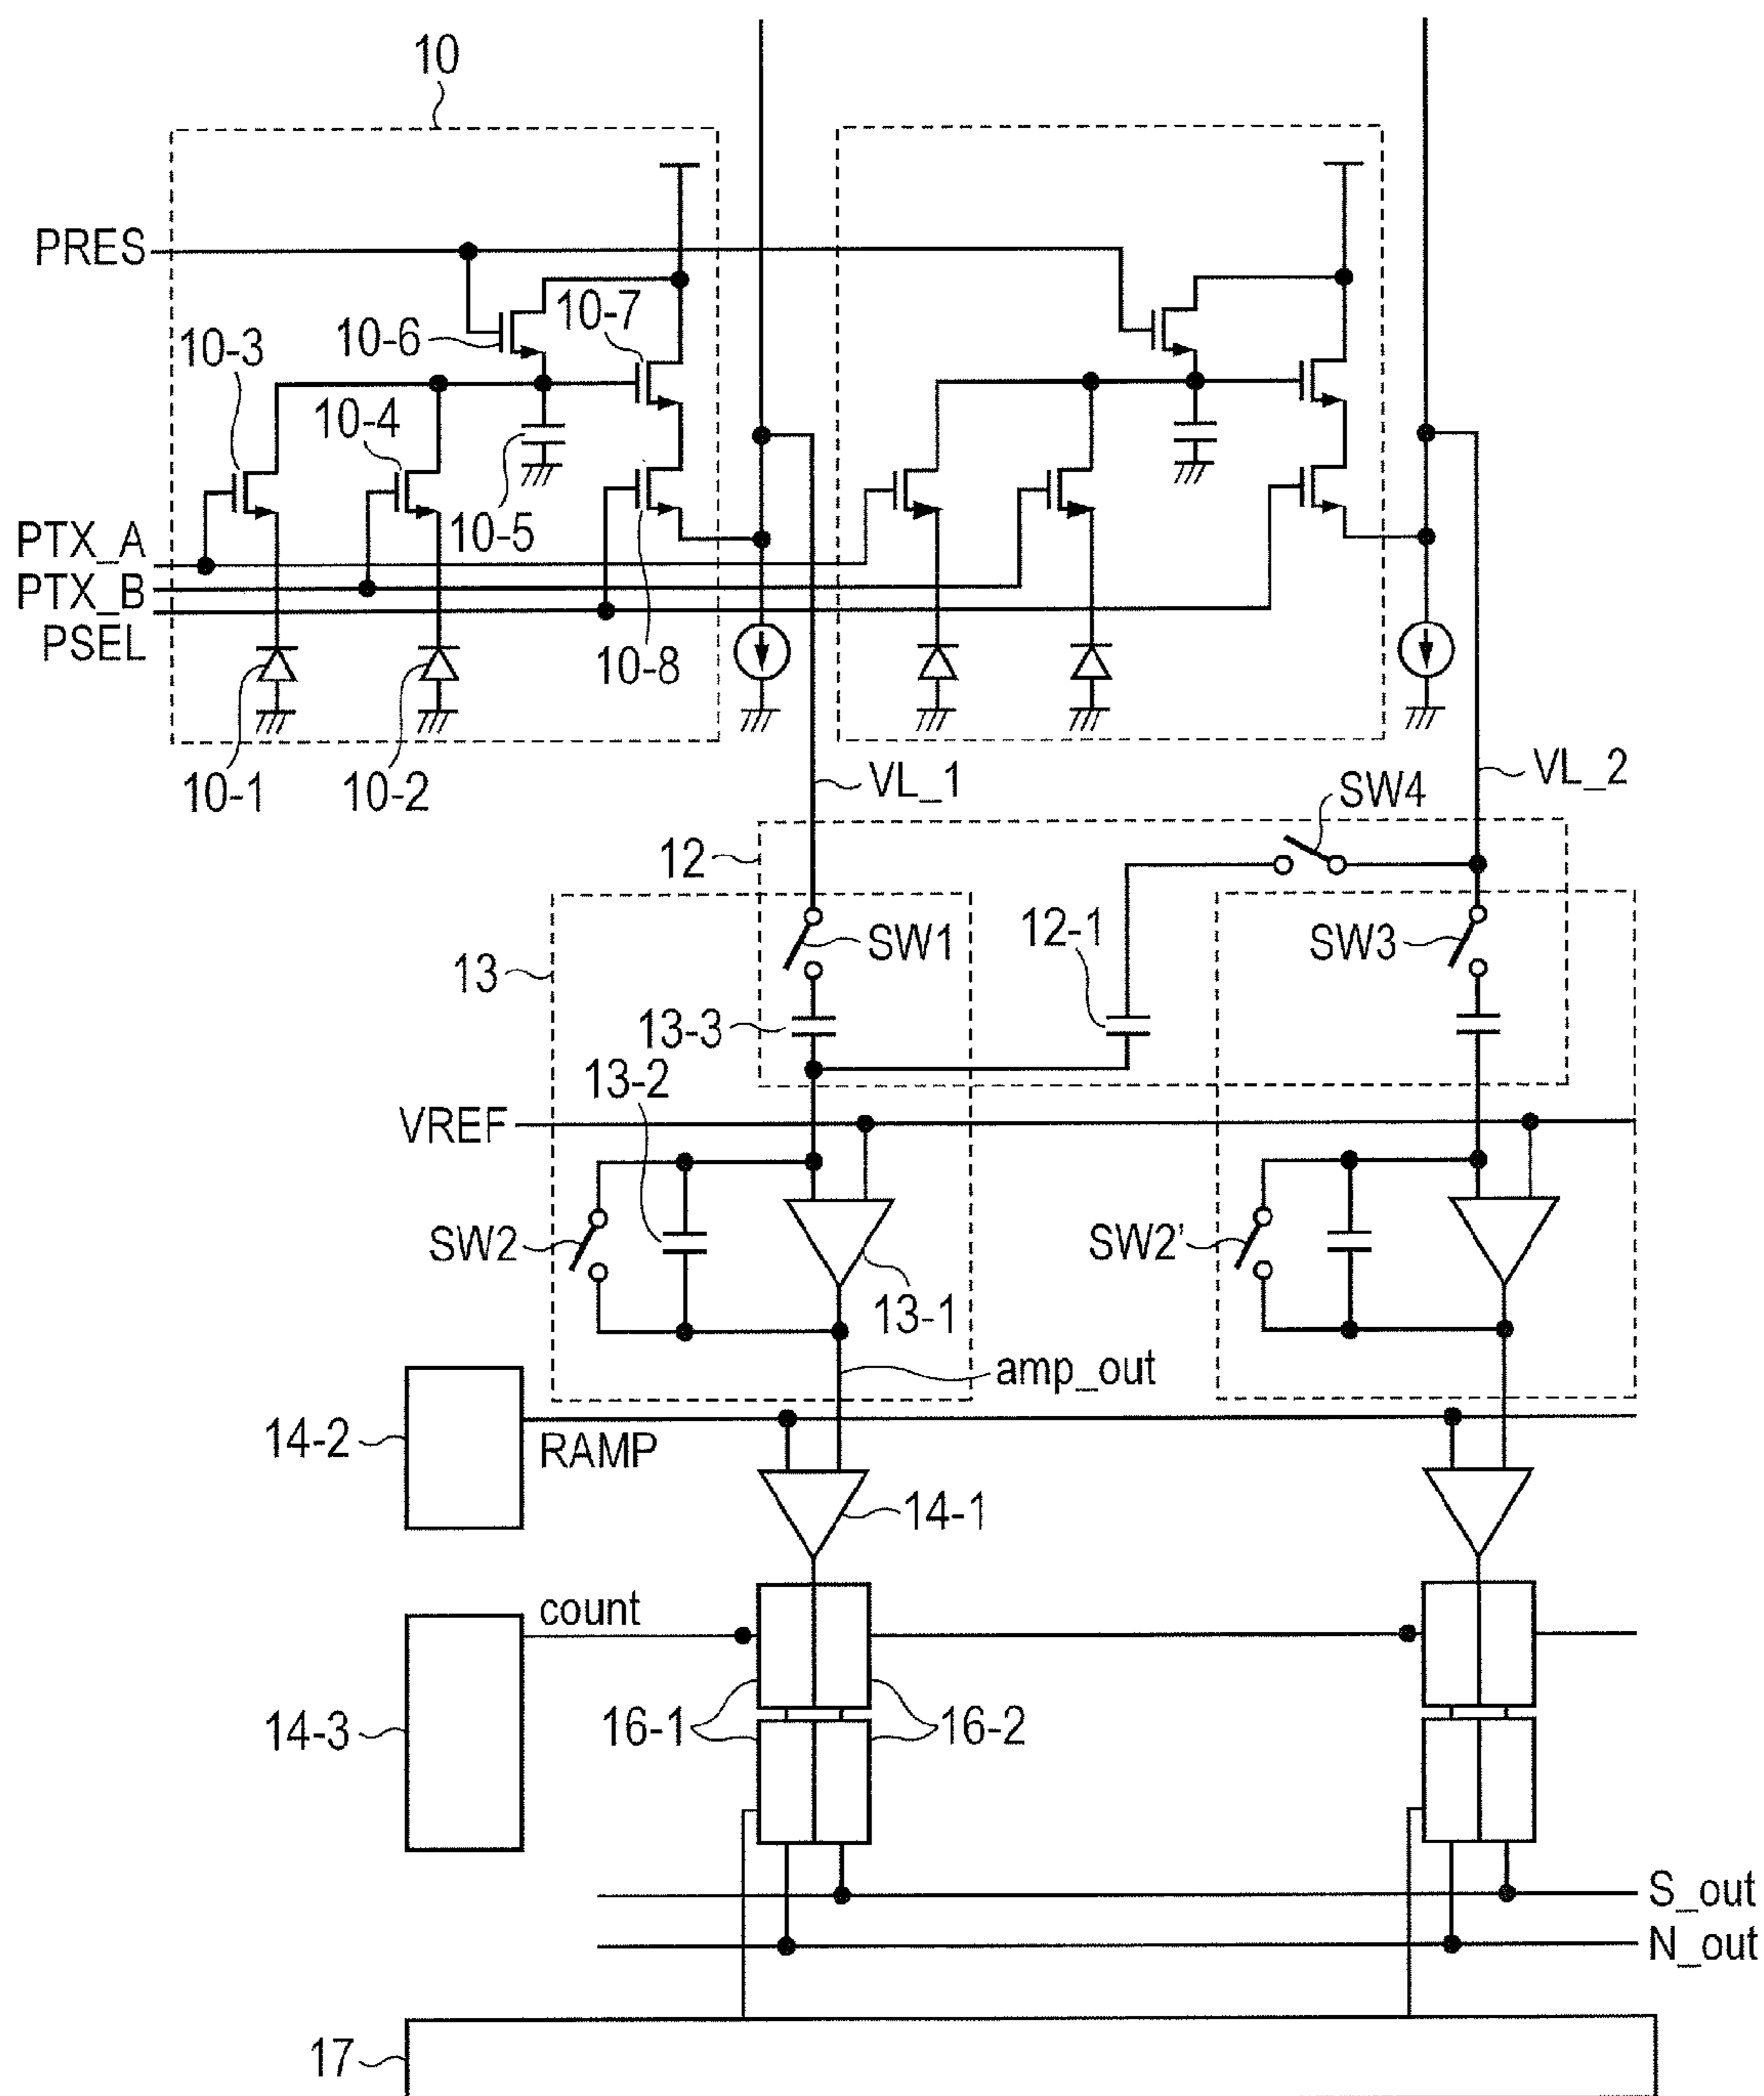 10
PRES
10-6
10-7
10-3
10-4
10-5
PTX_A
PTX_B
PSEL
10-8
10-1
10-2
VL_1
VL_2
SW4
12
SW1
12-1
SW3
13
13-3
13-2
VREF
SW2
SW2'
13-1
amp_out
14-2
RAMP
14-1
count
14-3
16-1
16-2
S_out
N_out
17